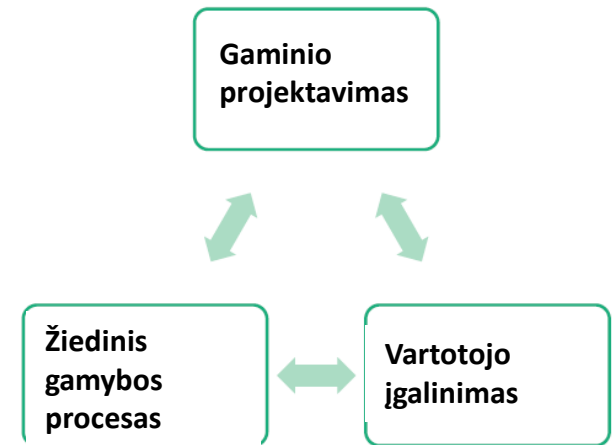 Gaminio
projektavimas
Žiedinis
gamybos
procesas
Vartotojo
įgalinimas